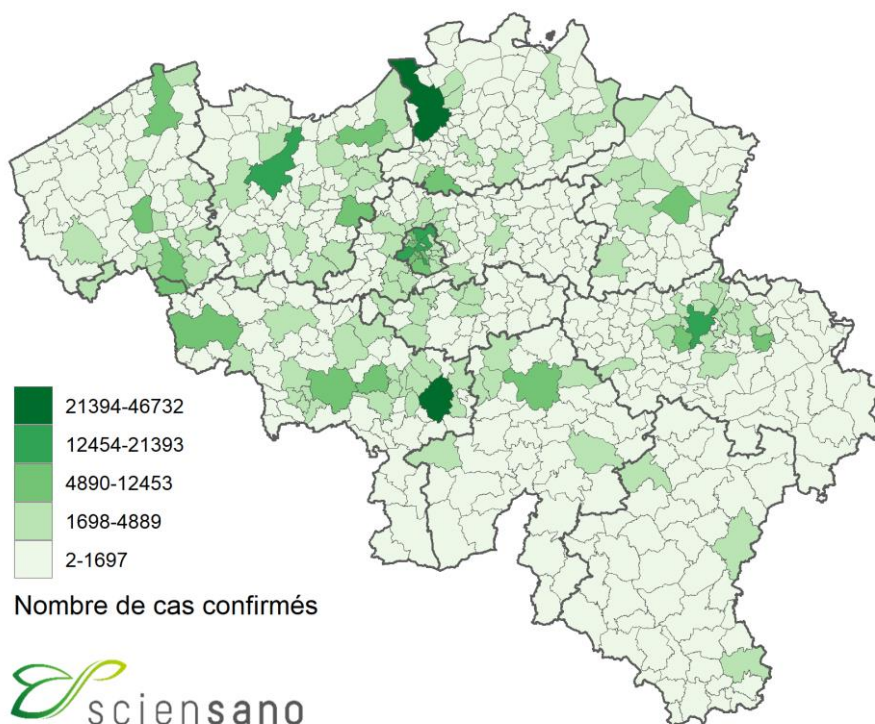 21394-46732
12454-21393
4890-12453
1698-4889
2-1697
Nombre de cas confirmés
sciensano